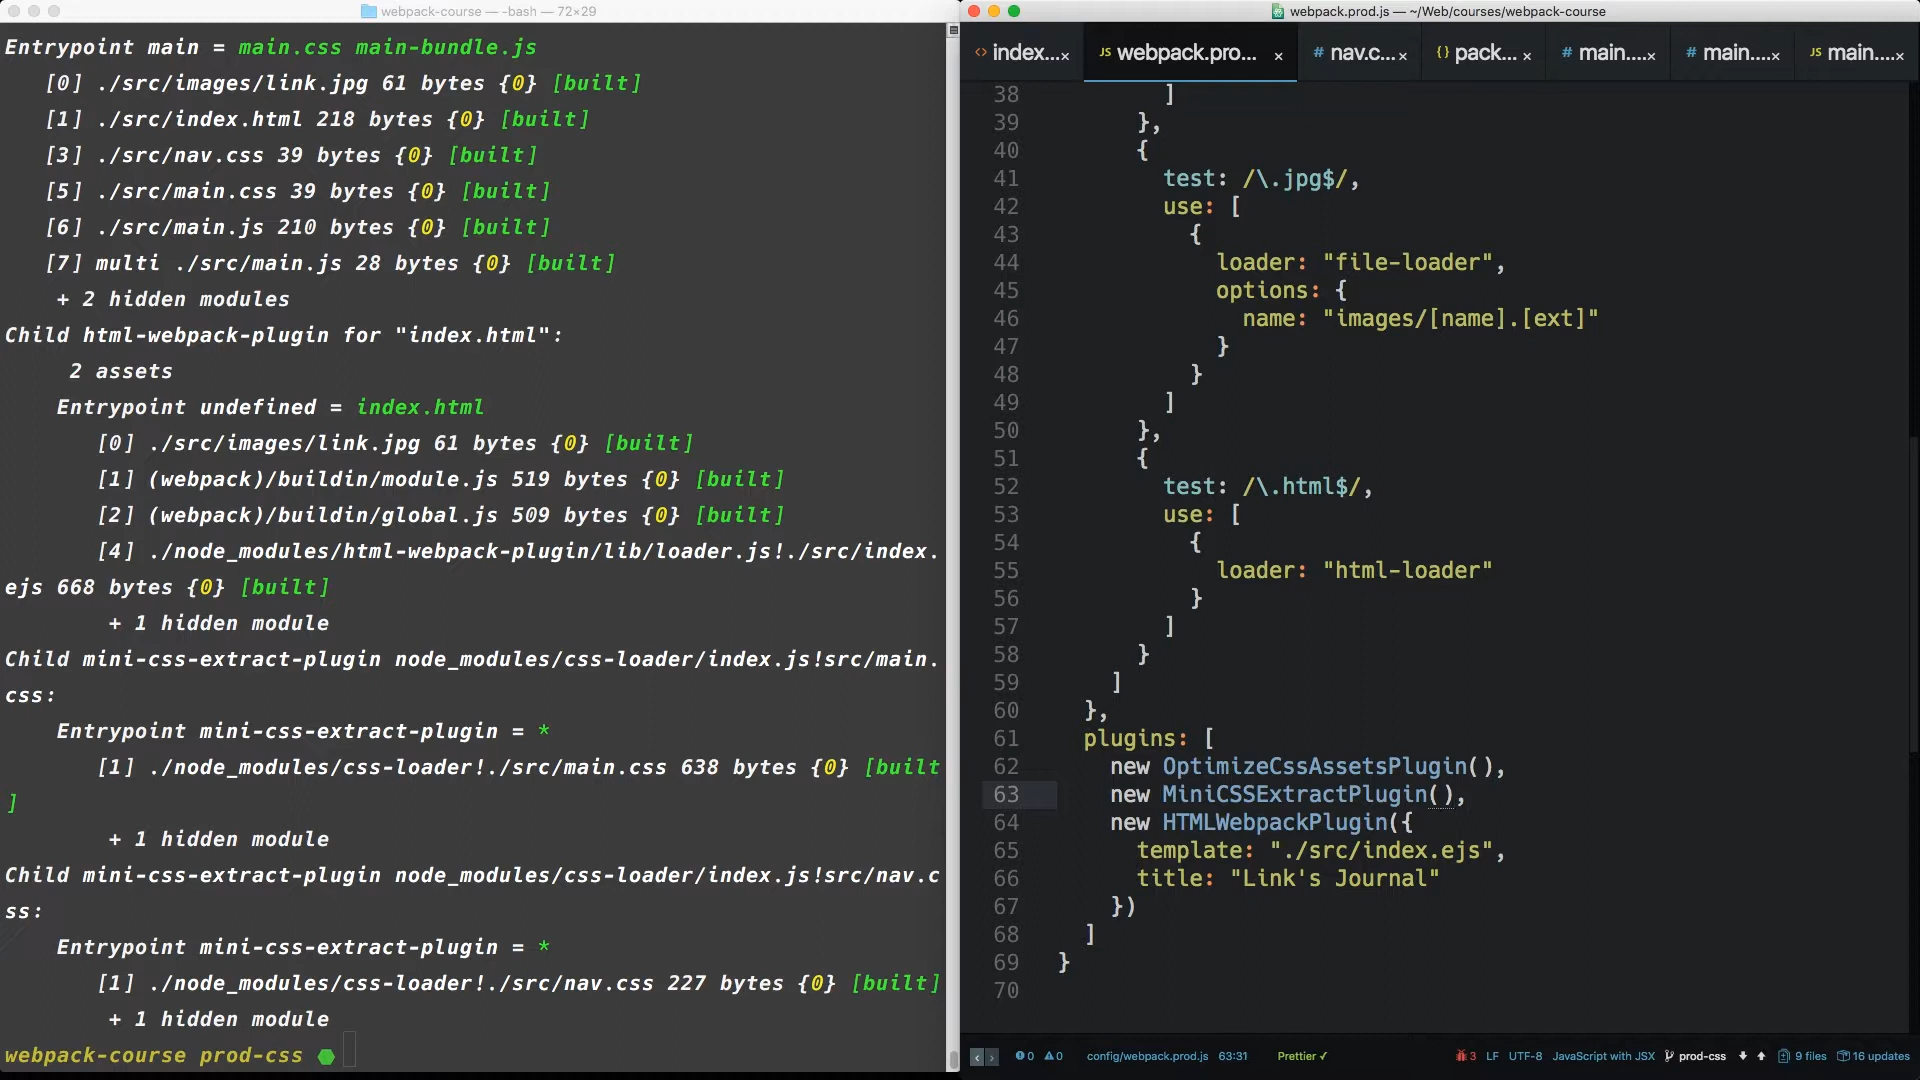 webpack-course — -bash — 72×29
Entrypoint main = main.css main-bundle.js
[0] ./src/images/link.jpg 61 bytes {0} [built]
[1] ./src/index.html 218 bytes {0} [built]
[3] ./src/nav.css 39 bytes {0} [built]
[5] ./src/main.css 39 bytes {0} [built]
[6] ./src/main.js 210 bytes {0} [built]
[7] multi ./src/main.js 28 bytes {0} [built]
+ 2 hidden modules
Child html-webpack-plugin for "index.html":
2 assets
Entrypoint undefined = index.html
[0] ./src/images/link.jpg 61 bytes {0} [built]
[1] (webpack)/buildin/module.js 519 bytes {0} [built]
[2] (webpack)/buildin/global.js 509 bytes {0} [built]
[4] ./node_modules/html-webpack-plugin/lib/loader.js!./src/index.
ejs 668 bytes {0} [built]
+ 1 hidden module
Child mini-css-extract-plugin node_modules/css-loader/index.js!src/main.
css:
Entrypoint mini-css-extract-plugin = *
[1] ./node_modules/css-loader!./src/main.css 638 bytes {0} [built
]
+ 1 hidden module
Child mini-css-extract-plugin node_modules/css-loader/index.js!src/nav.c
ss:
Entrypoint mini-css-extract-plugin = *
[1] ./node_modules/css-loader!./src/nav.css 227 bytes {0} [built]
+ 1 hidden module
webpack-course prod-css
webpack.prod.js — ~/Web/courses/webpack-course
<> index...× JS webpack.pro... × # nav.c...× {} pack...× # main....× # main....× JS main....×
38 ]
39 },
40 {
41 test: /\.jpg$/,
42 use: [
43 {
44 loader: "file-loader",
45 options: {
46 name: "images/[name].[ext]"
47 }
48 }
49 ]
50 },
51 {
52 test: /\.html$/,
53 use: [
54 {
55 loader: "html-loader"
56 }
57 ]
58 }
59 ]
60 },
61 plugins: [
62 new OptimizeCssAssetsPlugin(),
63 new MiniCSSExtractPlugin(),
64 new HTMLWebpackPlugin({
65 template: "./src/index.ejs",
66 title: "Link's Journal"
67 })
68 ]
69 }
70
0 0 config/webpack.prod.js 63:31 Prettier ✓ 3 LF UTF-8 JavaScript with JSX prod-css 9 files 16 updates